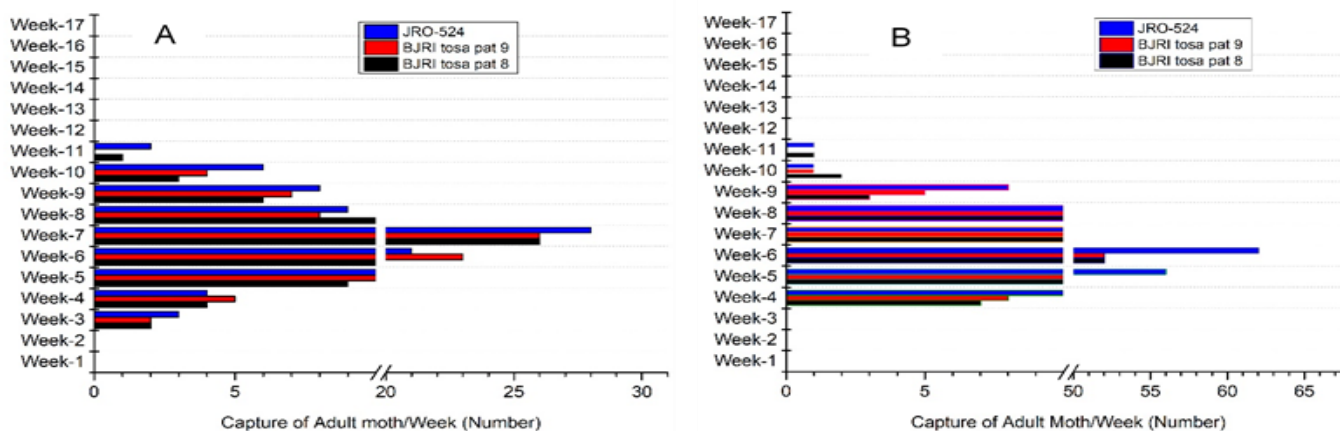 A
JRO-524
BJRI tosa pat 9
BJRI tosa pat 8
Week-17
Week-16
Week-15
Week-14
Week-13
Week-12
Week-11
Week-10
Week-9
Week-8
Week-7
Week-6
Week-5
Week-4
Week-3
Week-2
Week-1
0 5 20 25 30
Capture of Adult moth/Week (Number)
B
JRO-524
BJRI tosa pat 9
BJRI tosa pat 8
Week-17
Week-16
Week-15
Week-14
Week-13
Week-12
Week-11
Week-10
Week-9
Week-8
Week-7
Week-6
Week-5
Week-4
Week-3
Week-2
Week-1
0 5 50 55 60 65
Capture of Adult Moth/Week (Number)